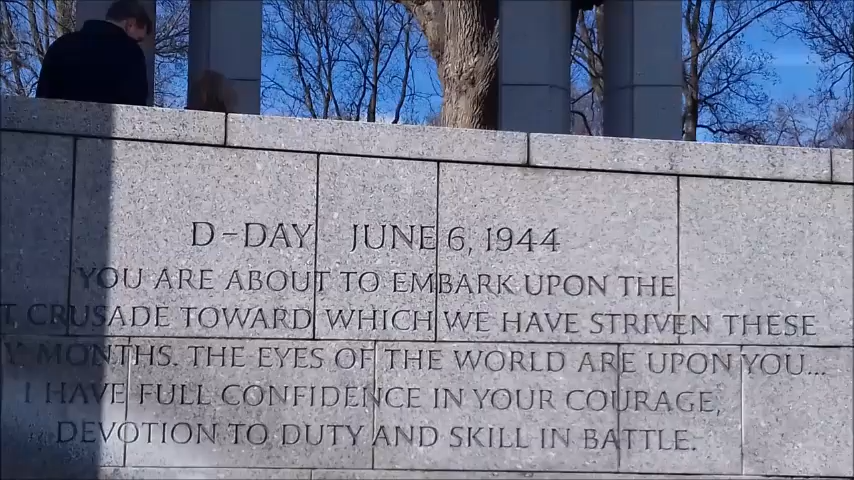 D-DAY JUNE 6, 1944
YOU ARE ABOUT TO EMBARK UPON THE
CRUSADE TOWARD WHICH WE HAVE STRIVEN THESE
MONTHS. THE EYES OF THE WORLD ARE UPON YOU...
I HAVE FULL CONFIDENCE IN YOUR COURAGE,
DEVOTION TO DUTY AND SKILL IN BATTLE.